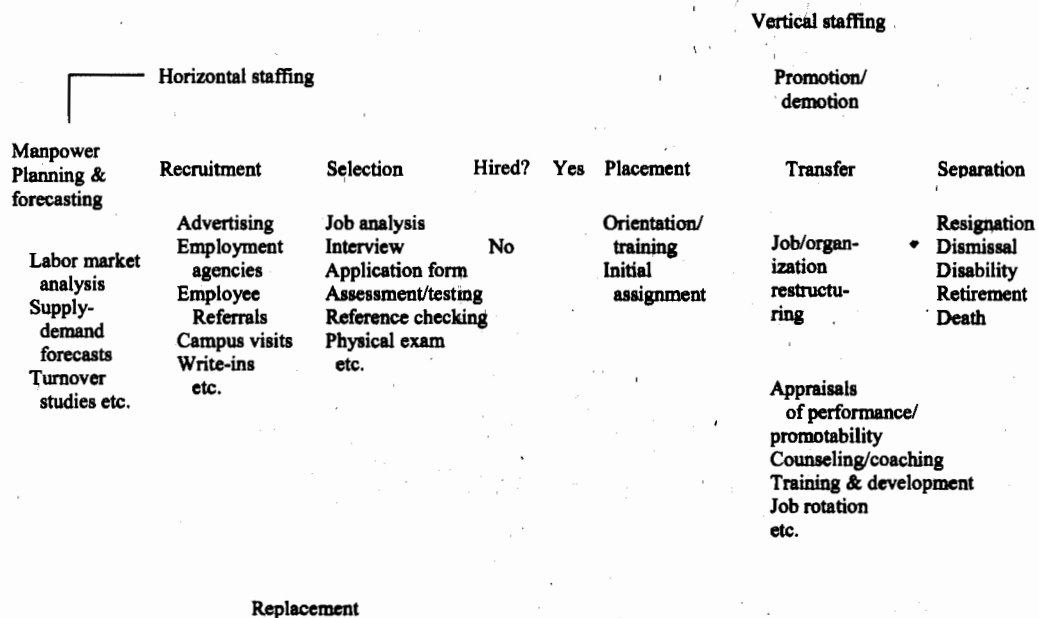 Vertical staffing
Horizontal staffing
Promotion/
demotion
Manpower
Planning &
forecasting
Recruitment
Selection
Hired?
Yes
Placement
Transfer
Separation
Labor market
analysis
Supply-
demand
forecasts
Turnover
studies etc.
Advertising
Employment
agencies
Employee
Referrals
Campus visits
Write-ins
etc.
Job analysis
Interview
Application form
Assessment/testing
Reference checking
Physical exam
etc.
No
Orientation/
training
Initial
assignment
Job/organ-
ization
restructu-
ring
Resignation
Dismissal
Disability
Retirement
Death
Appraisals
of performance/
promotability
Counseling/coaching
Training & development
Job rotation
etc.
Replacement